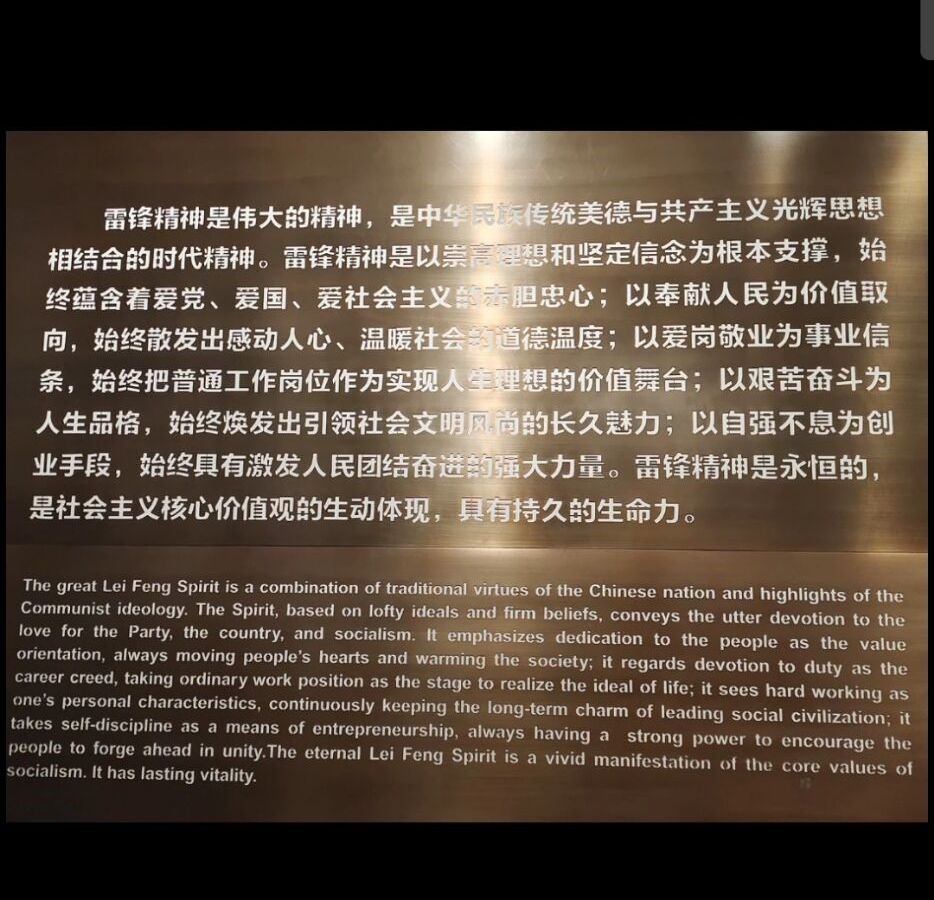 雷锋精神是伟大的精神，是中华民族传统美德与共产主义光辉思想
相结合的时代精神。雷锋精神是以崇高理想和坚定信念为根本支撑，始
终蕴含着爱党、爱国、爱社会主义的赤胆忠心；以奉献人民为价值取
向，始终散发出感动人心、温暖社会的道德温度；以爱岗敬业为事业信
条，始终把普通工作岗位作为实现人生理想的价值舞台；以艰苦奋斗为
人生品格，始终焕发出引领社会文明风尚的长久魅力；以自强不息为创
业手段，始终具有激发人民团结奋进的强大力量。雷锋精神是永恒的，
是社会主义核心价值观的生动体现，具有持久的生命力。
The great Lei Feng Spirit is a combination of traditional virtues of the Chinese nation and highlights of the
Communist ideology. The Spirit, based on lofty ideals and firm beliefs, conveys the utter devotion to the
love for the Party, the country, and socialism. It emphasizes dedication to the people as the value
orientation, always moving people's hearts and warming the society; it regards devotion to duty as the
career creed, taking ordinary work position as the stage to realize the ideal of life; it sees hard working as
one's personal characteristics, continuously keeping the long-term charm of leading social civilization; it
takes self-discipline as a means of entrepreneurship, always having a strong power to encourage the
people to forge ahead in unity.The eternal Lei Feng Spirit is a vivid manifestation of the core values of
socialism. It has lasting vitality.